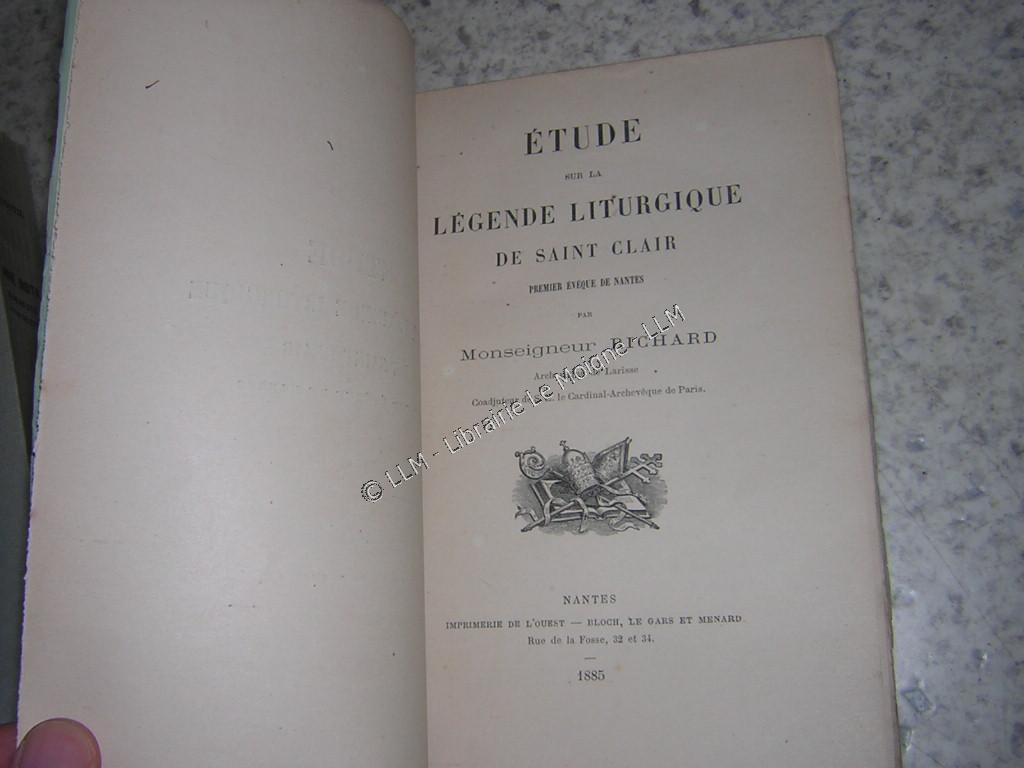 ÉTUDE
SUR LA
LÉGENDE LITURGIQUE
DE SAINT CLAIR
PREMIER ÉVÊQUE DE NANTES
PAR
Monseigneur RICHARD
Larisse
Coadjuteur le Cardinal-Archevêque de Paris.
© LLM - Librairie Le Moigne - LLM
NANTES
IMPRIMERIE DE L'OUEST — BLOCH, LE GARS ET MENARD
Rue de la Fosse, 32 et 34.
1885